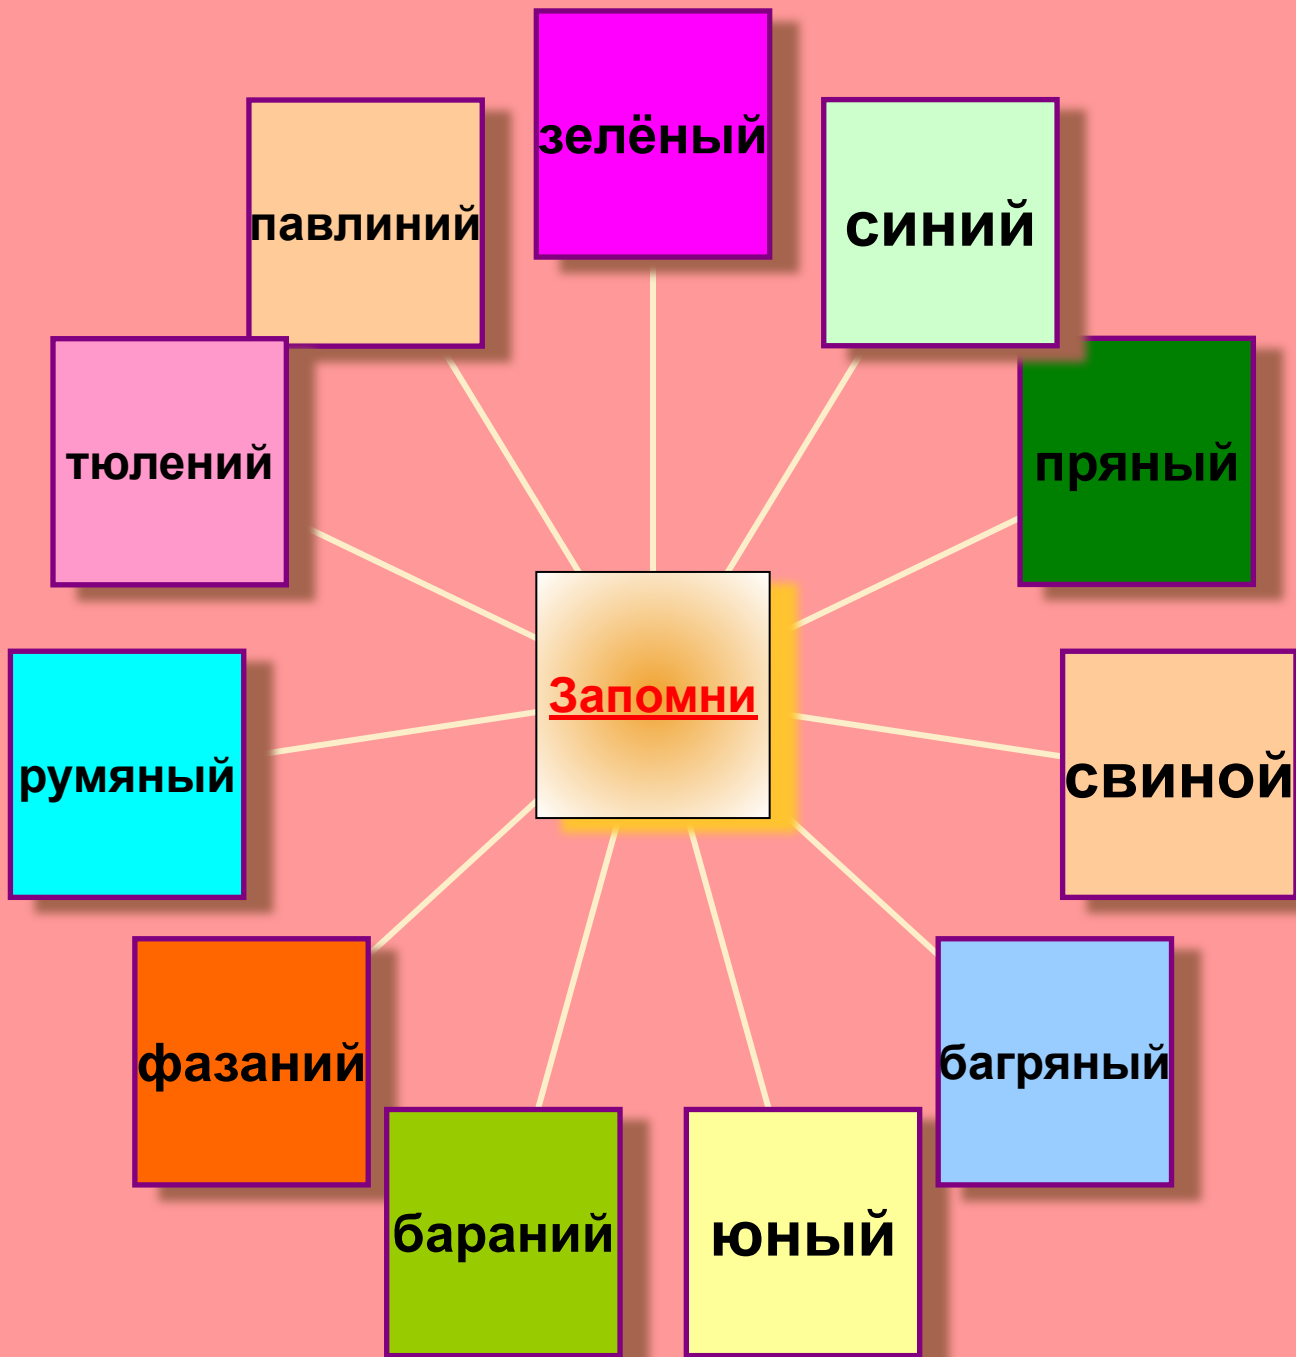 зелёный
синий
павлиний
пряный
тюлений
Запомни
свиной
румяный
багряный
фазаний
бараний
юный